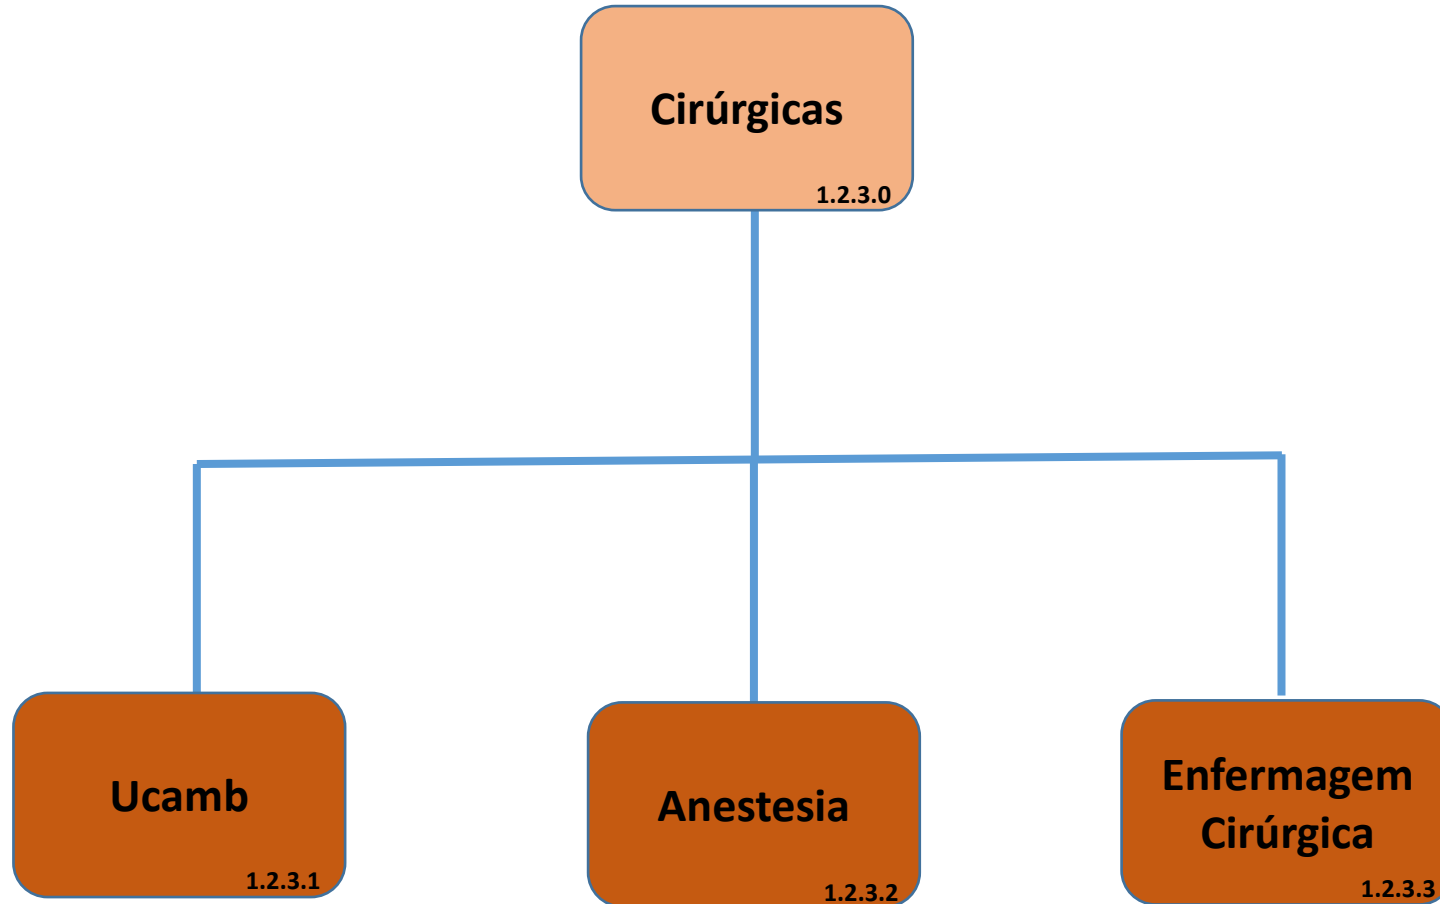 Cirúrgicas
1.2.3.0
Ucamb
1.2.3.1
Anestesia
1.2.3.2
Enfermagem
Cirúrgica
1.2.3.3